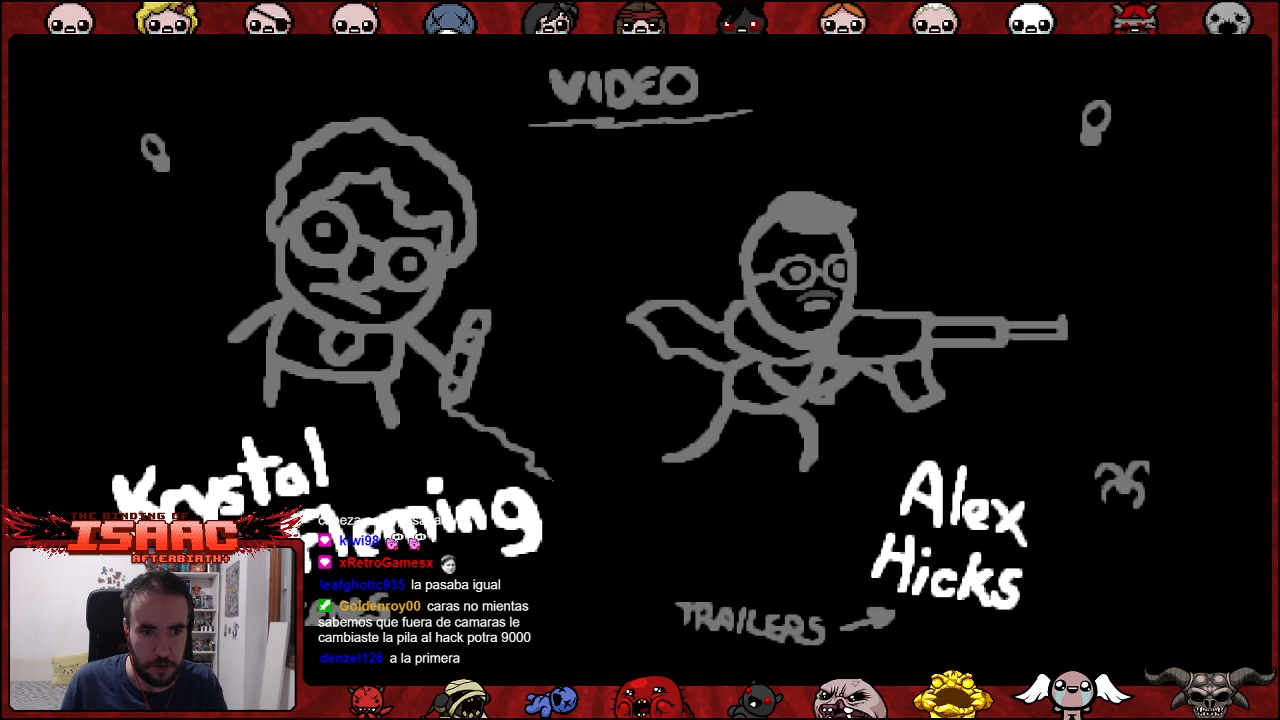 VIDEO
Krystal
Fleming
Alex
Hicks
TRAILERS
THE BINDING OF
ISAAC
AFTERBIRTH+
kiwi98
xRetroGamesx
leafghotic935 la pasaba igual
Goldenroy00 caras no mientas
sabemos que fuera de camaras le
cambiaste la pila al hack potra 9000
denzel126 a la primera